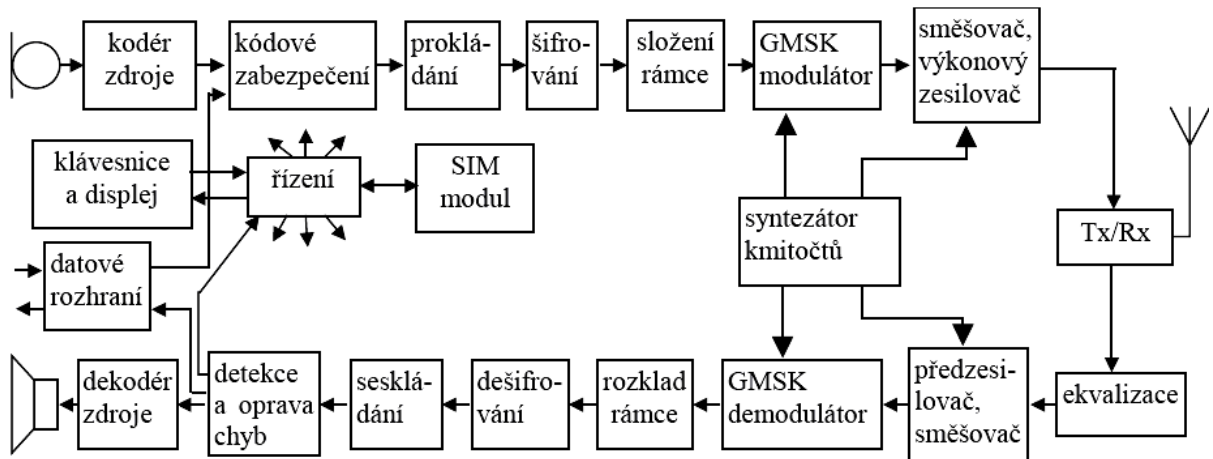 kodér
zdroje
kódové
zabezpečení
proklá-
dání
šifro-
vání
složení
rámce
GMSK
modulátor
směšovač,
výkonový
zesilovač
klávesnice
a displej
řízení
SIM
modul
syntezátor
kmitočtů
Tx/Rx
datové
rozhraní
dekodér
zdroje
detekce
a oprava
chyb
sesklá-
dání
dešifro-
vání
rozklad
rámce
GMSK
demodulátor
předzesi-
lovač,
směšovač
ekvalizace